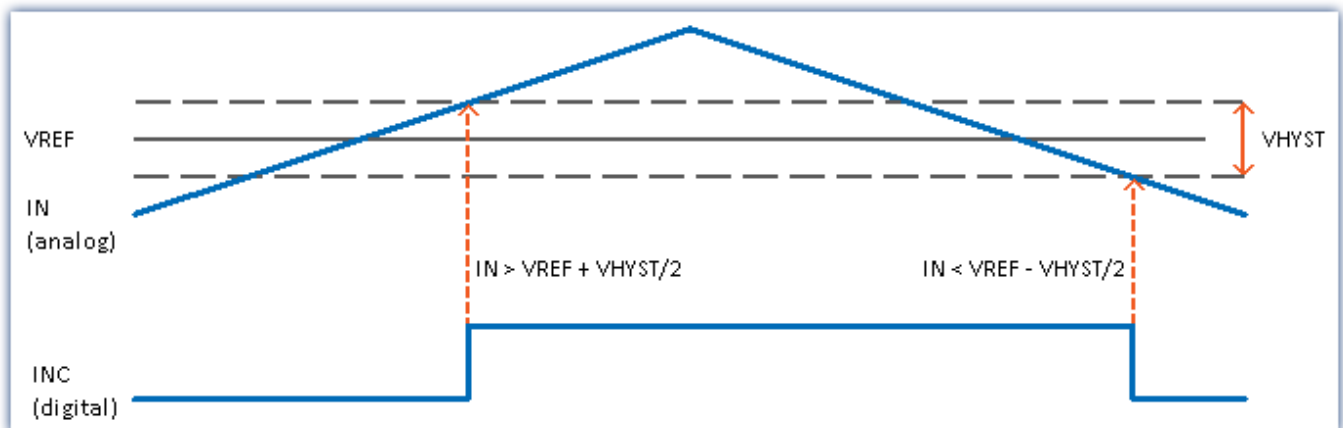 VREF
VHYST
IN
(analog)
IN > VREF + VHYST/2
IN < VREF - VHYST/2
INC
(digital)